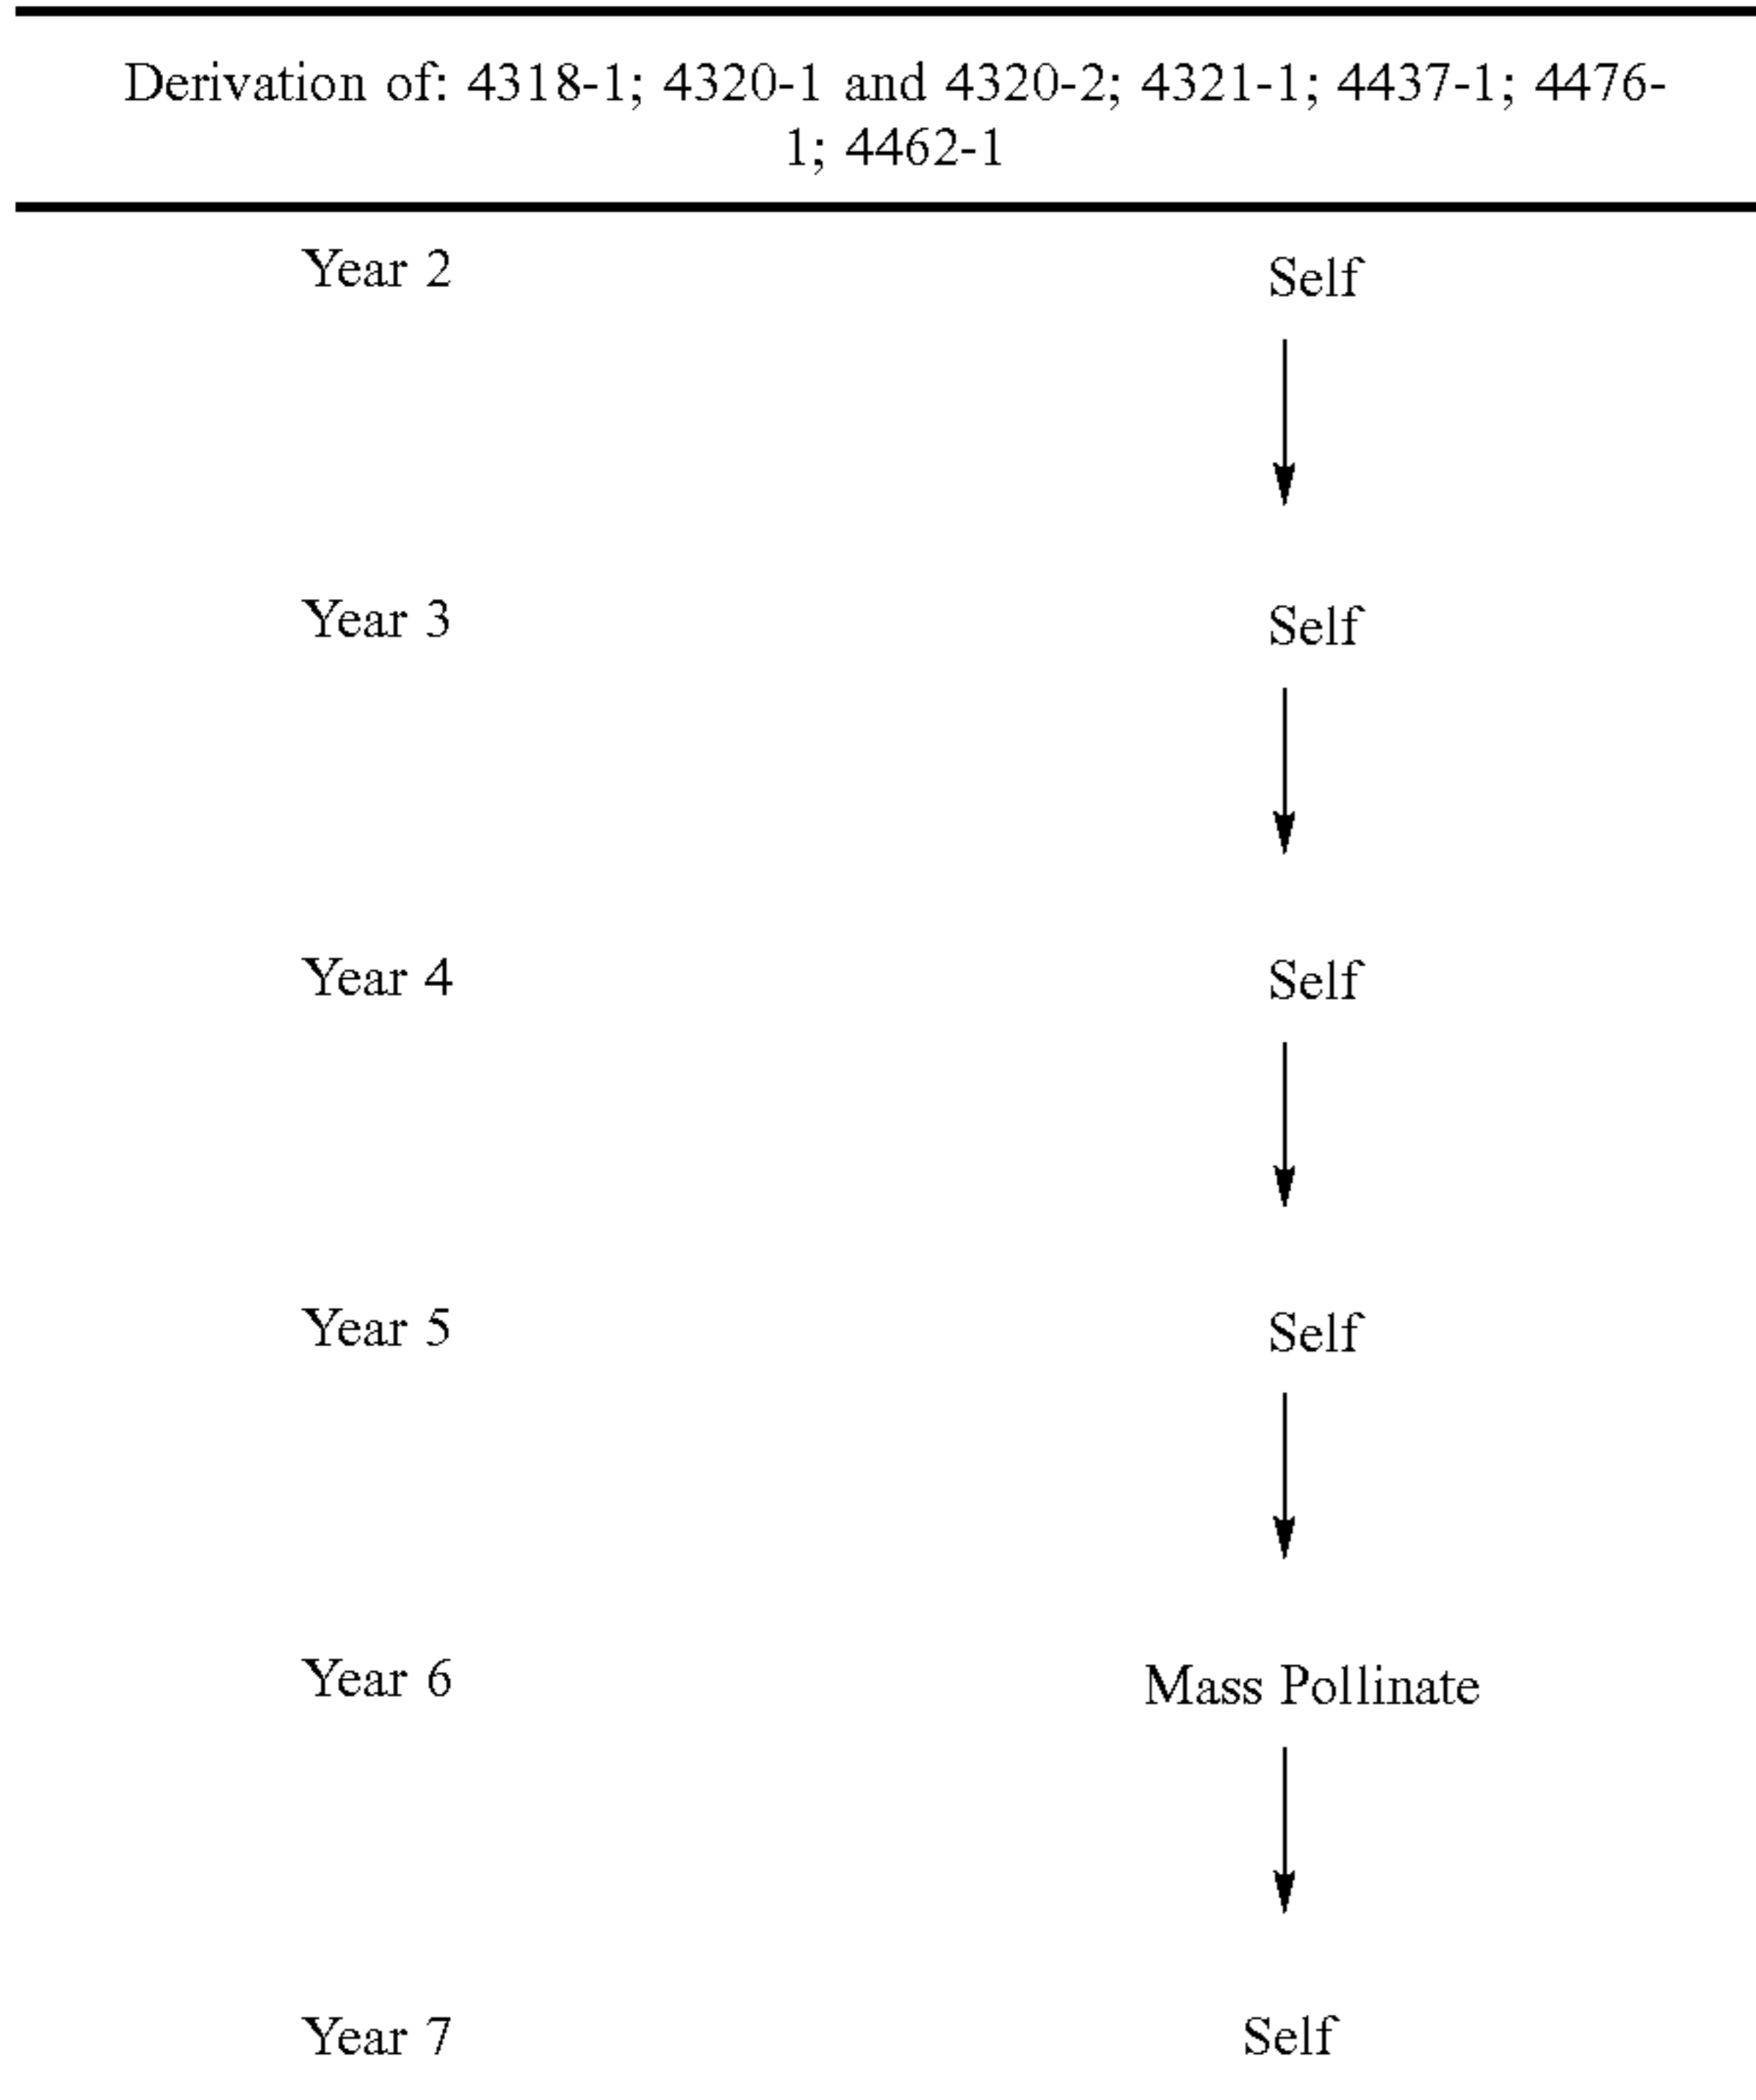 Derivation of: 4318-1; 4320-1 and 4320-2; 4321-1; 4437-1; 4476-
1; 4462-1
Year 2 Self
Year 3 Self
Year 4 Self
Year 5 Self
Year 6 Mass Pollinate
Year 7 Self